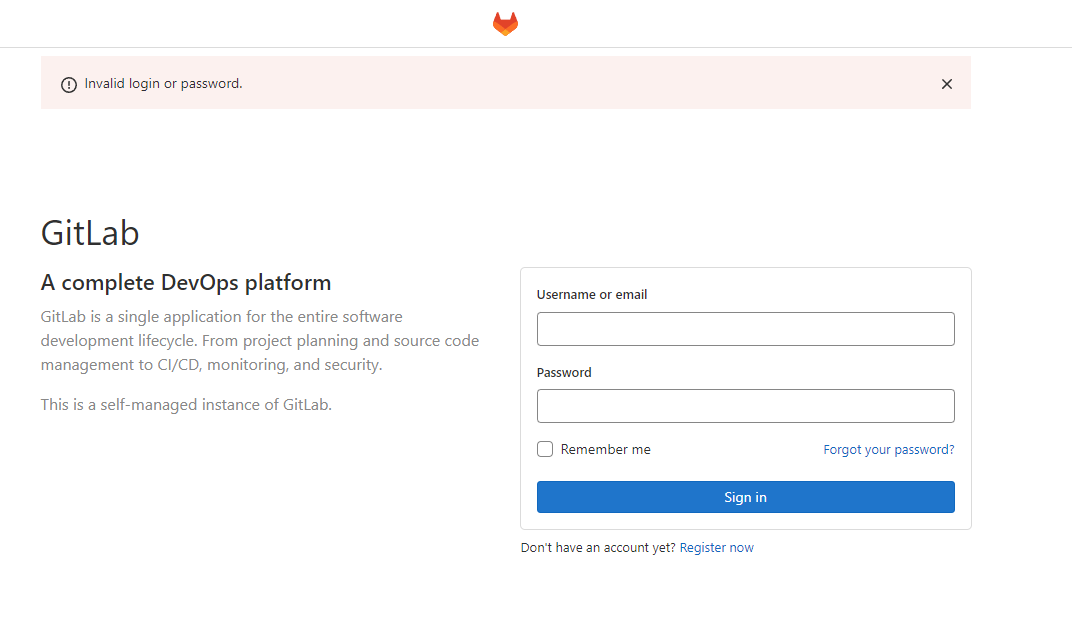 Invalid login or password.
GitLab
A complete DevOps platform
GitLab is a single application for the entire software
development lifecycle. From project planning and source code
management to CI/CD, monitoring, and security.
This is a self-managed instance of GitLab.
Username or email
Password
Remember me
Forgot your password?
Sign in
Don't have an account yet? Register now